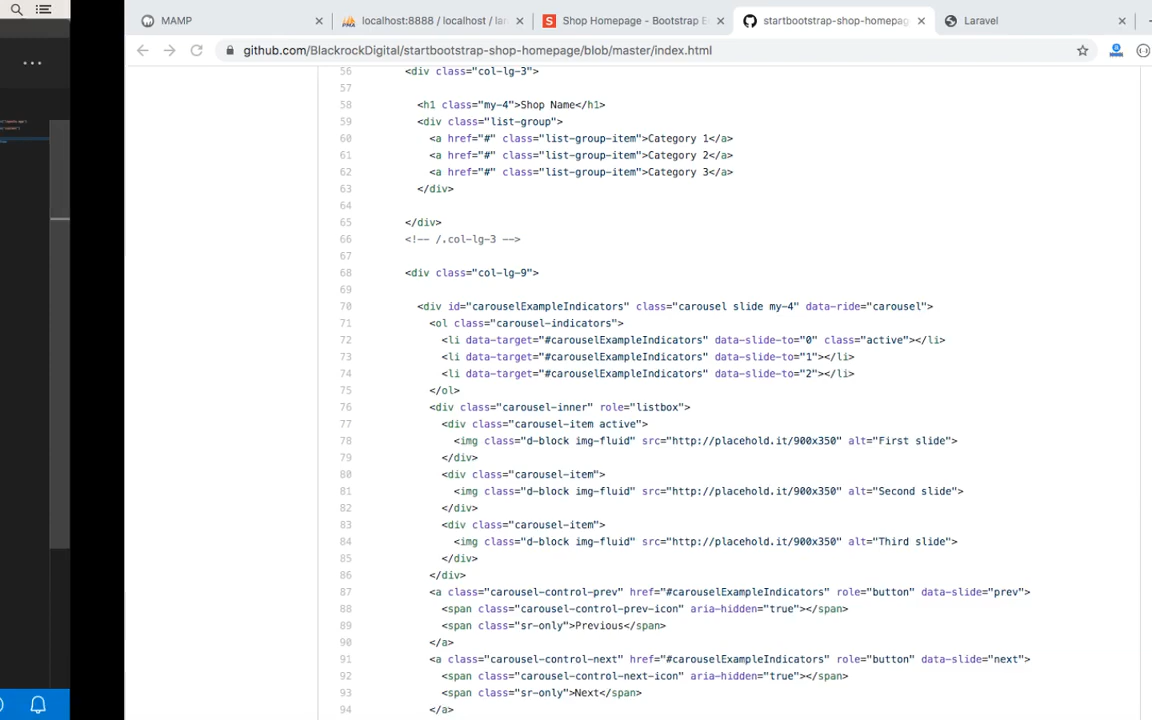 MAMP
localhost:8888 / localhost / lar
Shop Homepage - Bootstrap E
startbootstrap-shop-homepag
Laravel
github.com/BlackrockDigital/startbootstrap-shop-homepage/blob/master/index.html
56 <div class="col-lg-3">
57
58 <h1 class="my-4">Shop Name</h1>
59 <div class="list-group">
60 <a href="#" class="list-group-item">Category 1</a>
61 <a href="#" class="list-group-item">Category 2</a>
62 <a href="#" class="list-group-item">Category 3</a>
63 </div>
64
65 </div>
66 <!-- /.col-lg-3 -->
67
68 <div class="col-lg-9">
69
70 <div id="carouselExampleIndicators" class="carousel slide my-4" data-ride="carousel">
71 <ol class="carousel-indicators">
72 <li data-target="#carouselExampleIndicators" data-slide-to="0" class="active"></li>
73 <li data-target="#carouselExampleIndicators" data-slide-to="1"></li>
74 <li data-target="#carouselExampleIndicators" data-slide-to="2"></li>
75 </ol>
76 <div class="carousel-inner" role="listbox">
77 <div class="carousel-item active">
78 <img class="d-block img-fluid" src="http://placehold.it/900x350" alt="First slide">
79 </div>
80 <div class="carousel-item">
81 <img class="d-block img-fluid" src="http://placehold.it/900x350" alt="Second slide">
82 </div>
83 <div class="carousel-item">
84 <img class="d-block img-fluid" src="http://placehold.it/900x350" alt="Third slide">
85 </div>
86 </div>
87 <a class="carousel-control-prev" href="#carouselExampleIndicators" role="button" data-slide="prev">
88 <span class="carousel-control-prev-icon" aria-hidden="true"></span>
89 <span class="sr-only">Previous</span>
90 </a>
91 <a class="carousel-control-next" href="#carouselExampleIndicators" role="button" data-slide="next">
92 <span class="carousel-control-next-icon" aria-hidden="true"></span>
93 <span class="sr-only">Next</span>
94 </a>